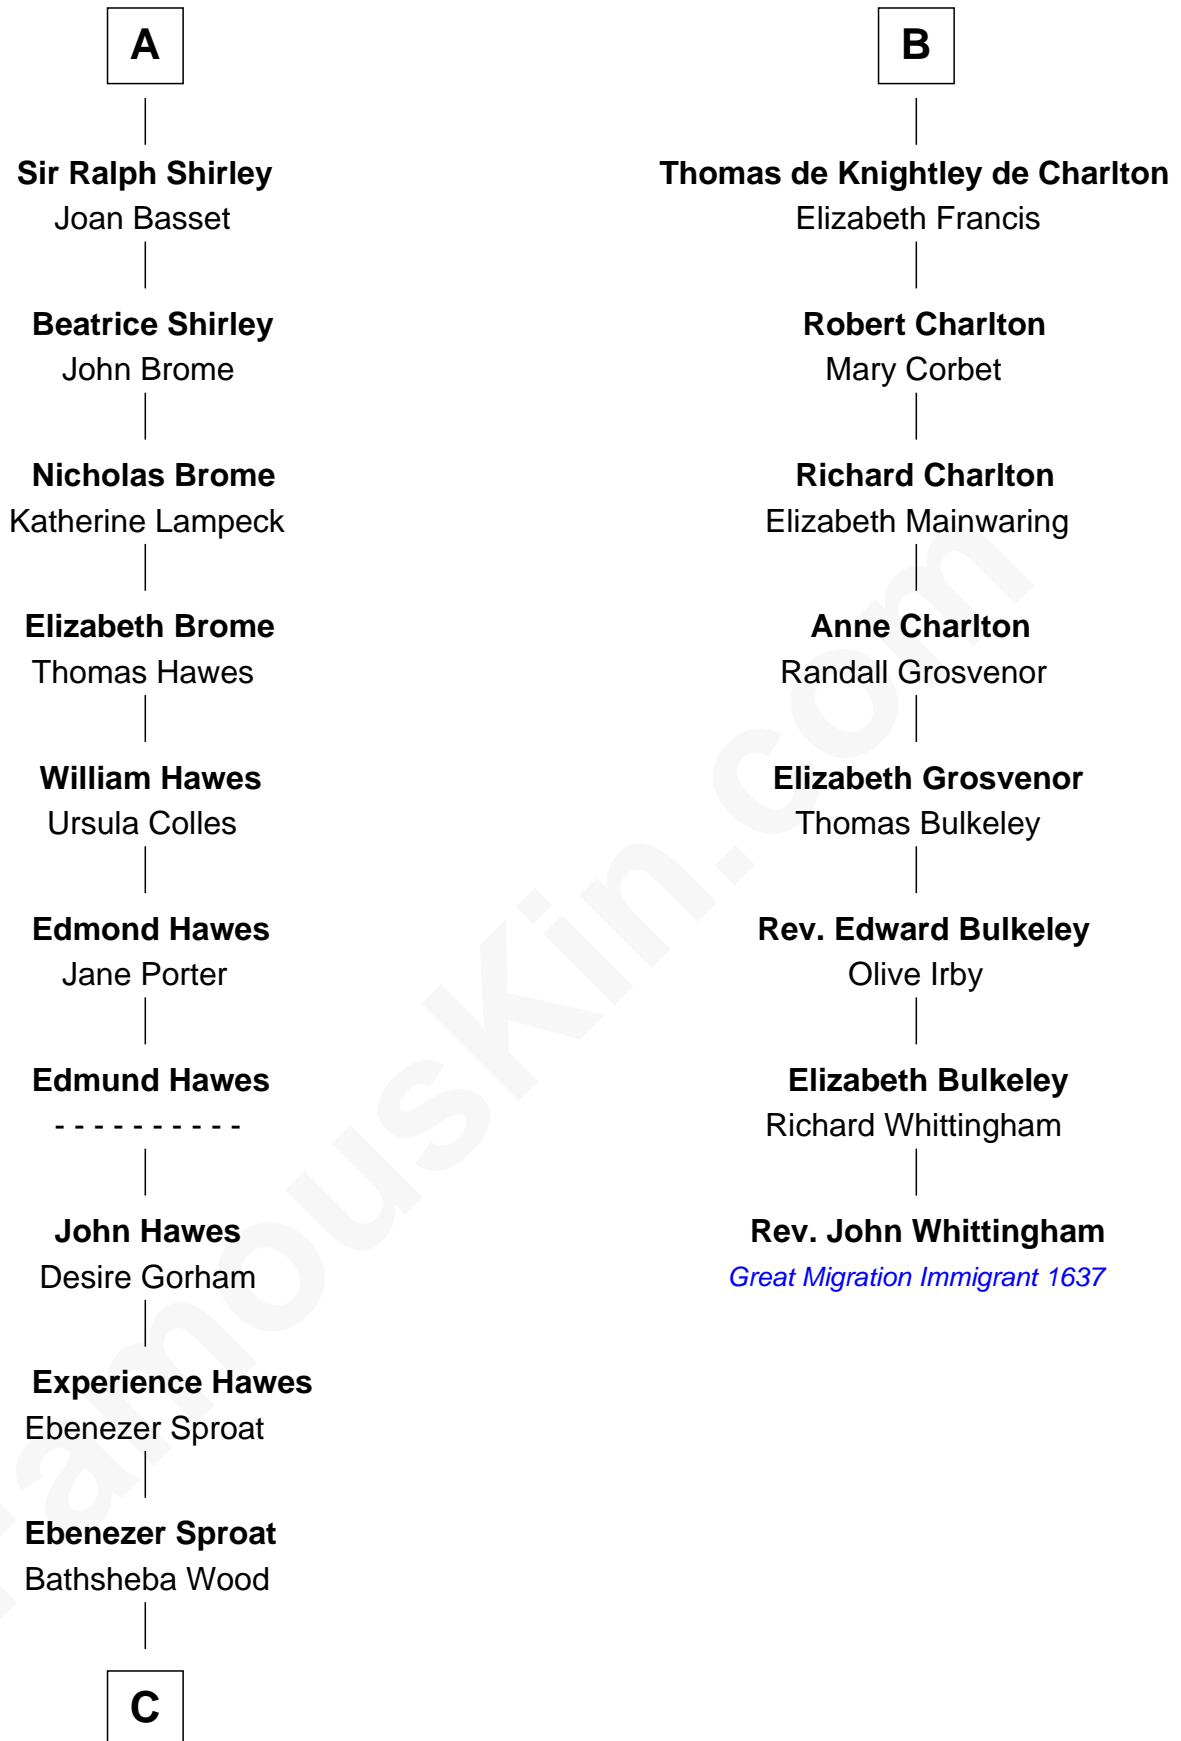 A
Sir Ralph Shirley
Joan Basset
Beatrice Shirley
John Brome
Nicholas Brome
Katherine Lampeck
Elizabeth Brome
Thomas Hawes
William Hawes
Ursula Colles
Edmond Hawes
Jane Porter
Edmund Hawes
- - - - - - - - - -
John Hawes
Desire Gorham
Experience Hawes
Ebenezer Sproat
Ebenezer Sproat
Bathsheba Wood
C
B
Thomas de Knightley de Charlton
Elizabeth Francis
Robert Charlton
Mary Corbet
Richard Charlton
Elizabeth Mainwaring
Anne Charlton
Randall Grosvenor
Elizabeth Grosvenor
Thomas Bulkeley
Rev. Edward Bulkeley
Olive Irby
Elizabeth Bulkeley
Richard Whittingham
Rev. John Whittingham
Great Migration Immigrant 1637
FamousKin.com